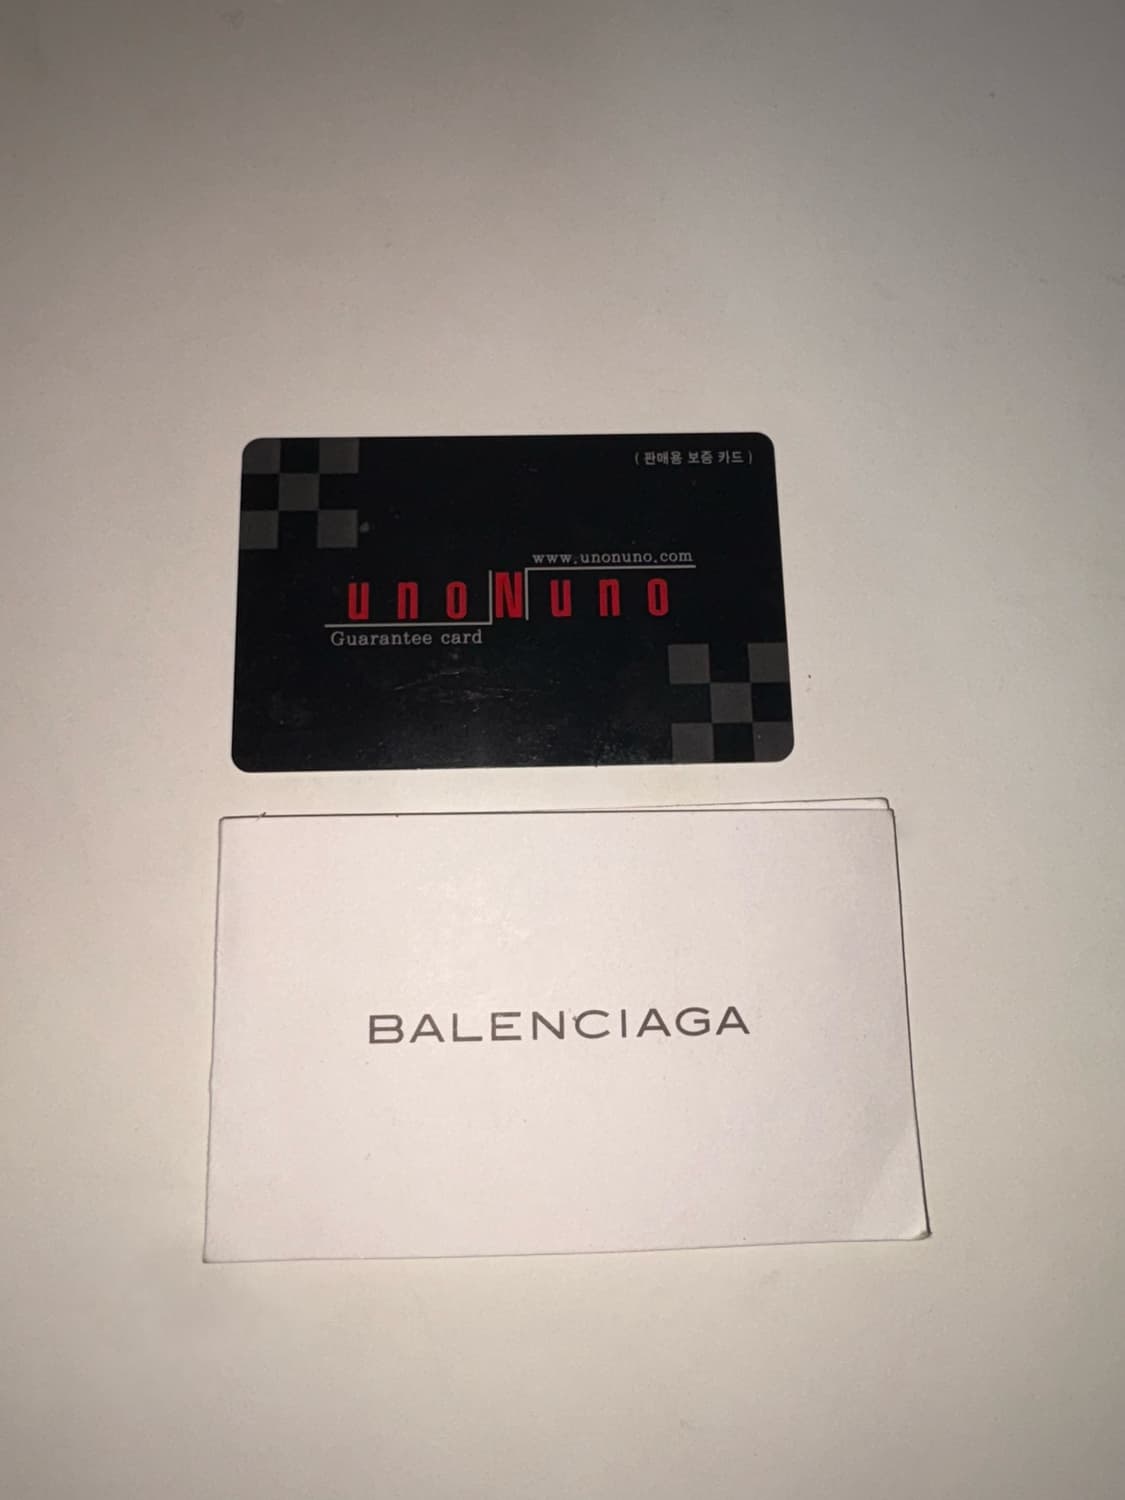 ( 판매용 보증 카드 )
www.unonuno.com
unoNuno
Guarantee card
BALENCIAGA